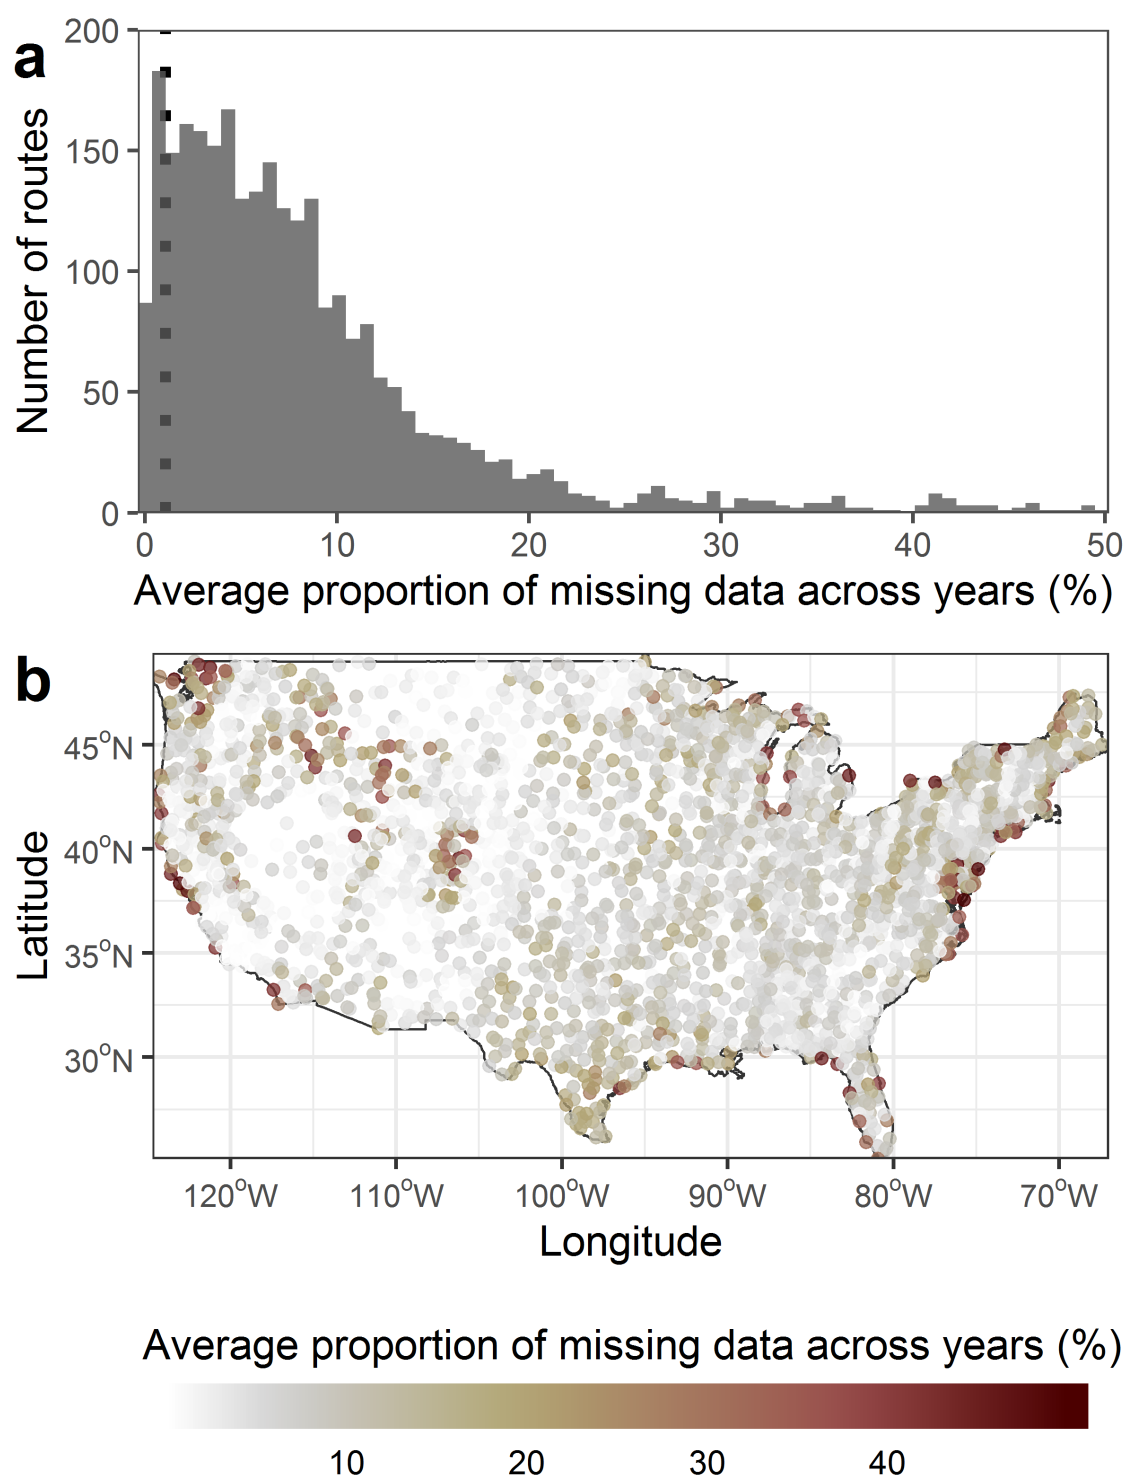 a
200
150
100
50
0
Number of routes
0 10 20 30 40 50
Average proportion of missing data across years (%)
b
45°N
40°N
35°N
30°N
Latitude
120°W 110°W 100°W 90°W 80°W 70°W
Longitude
Average proportion of missing data across years (%)
10 20 30 40